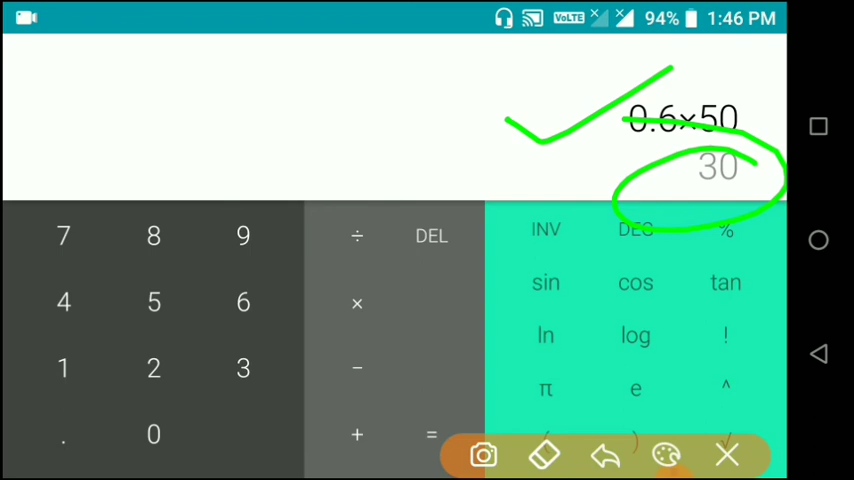 VoLTE 94% 1:46 PM
0.6×50
30
7 8 9 ÷ DEL INV DEG %
4 5 6 × sin cos tan
1 2 3 − ln log !
π e ^
. 0 + = ( ) √